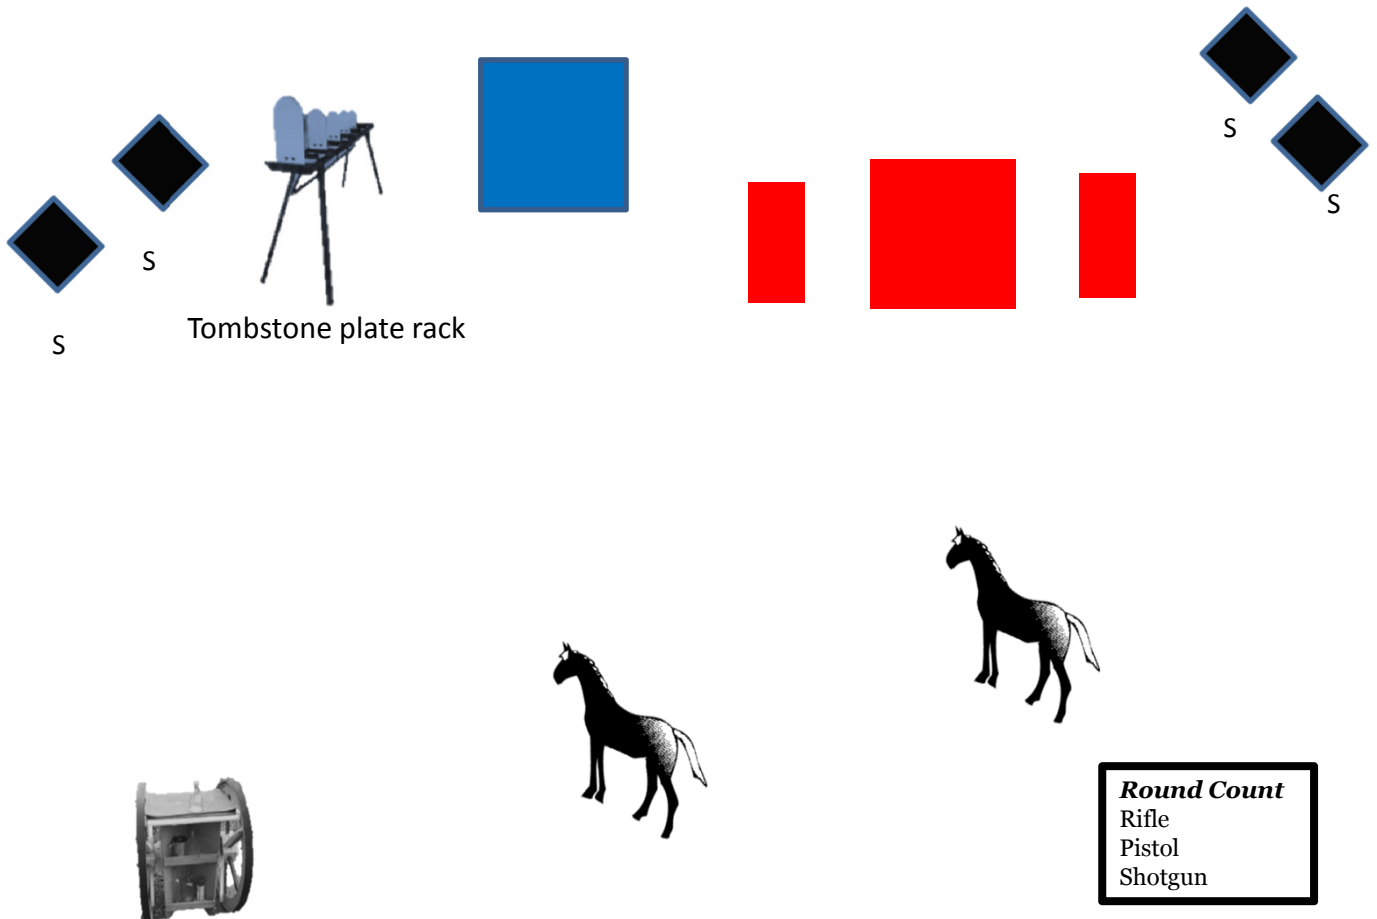 S
S
S
S
Tombstone plate rack
Round Count
Rifle
Pistol
Shotgun